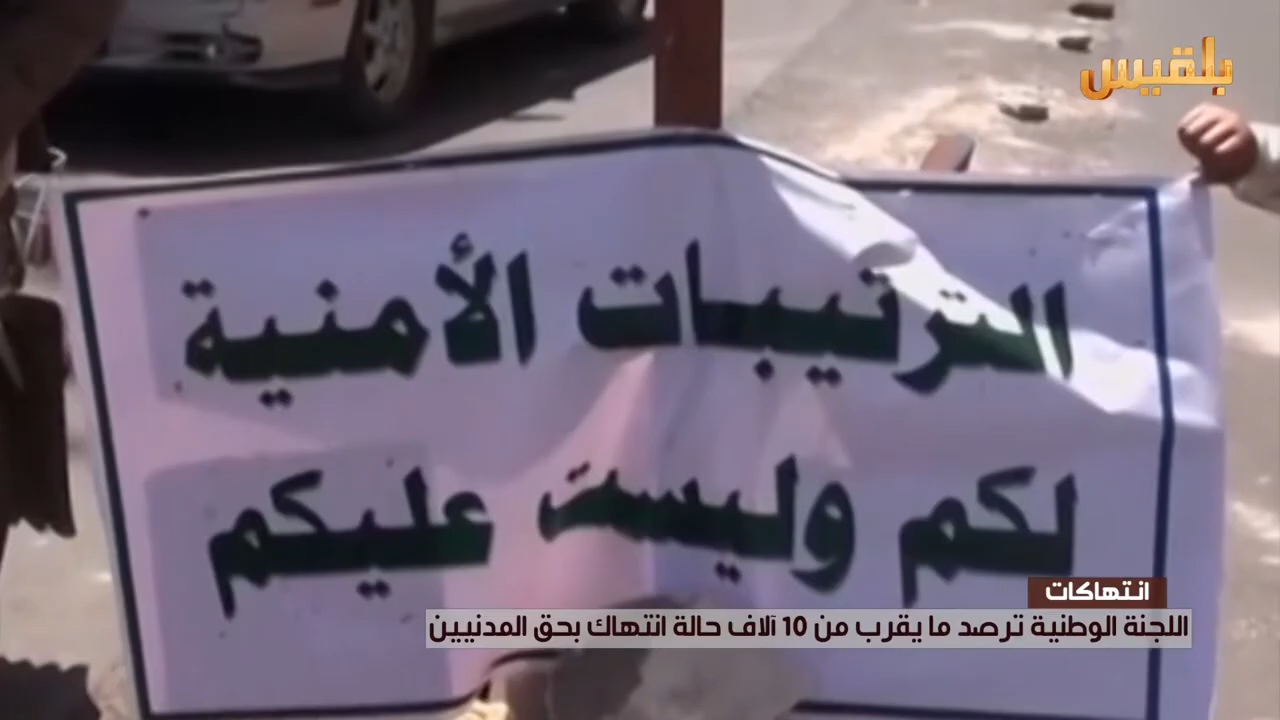 بلقيس
الترتيبات الأمنية
لكم وليست عليكم
انتهاكات
اللجنة الوطنية ترصد ما يقرب من 10 آلاف حالة انتهاك بحق المدنيين